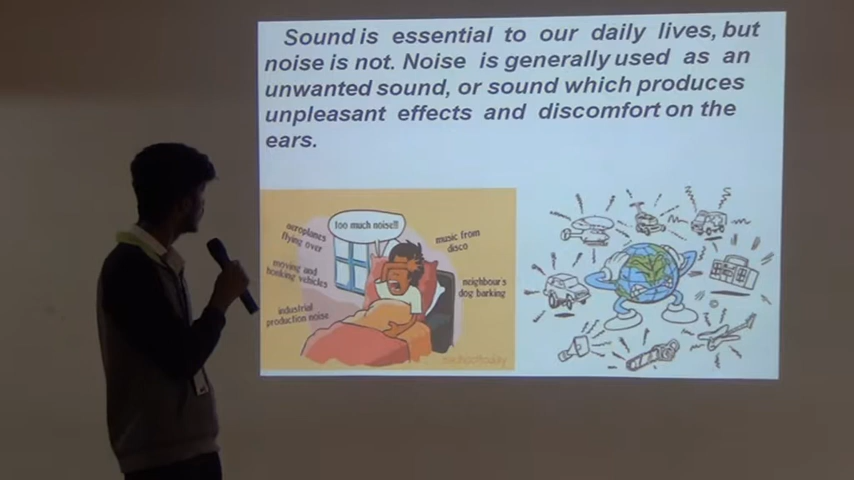 Sound is essential to our daily lives, but
noise is not. Noise is generally used as an
unwanted sound, or sound which produces
unpleasant effects and discomfort on the
ears.
too much noise!!
aeroplanes
flying over
moving and
honking vehicles
industrial
production noise
music from
disco
neighbour's
dog barking